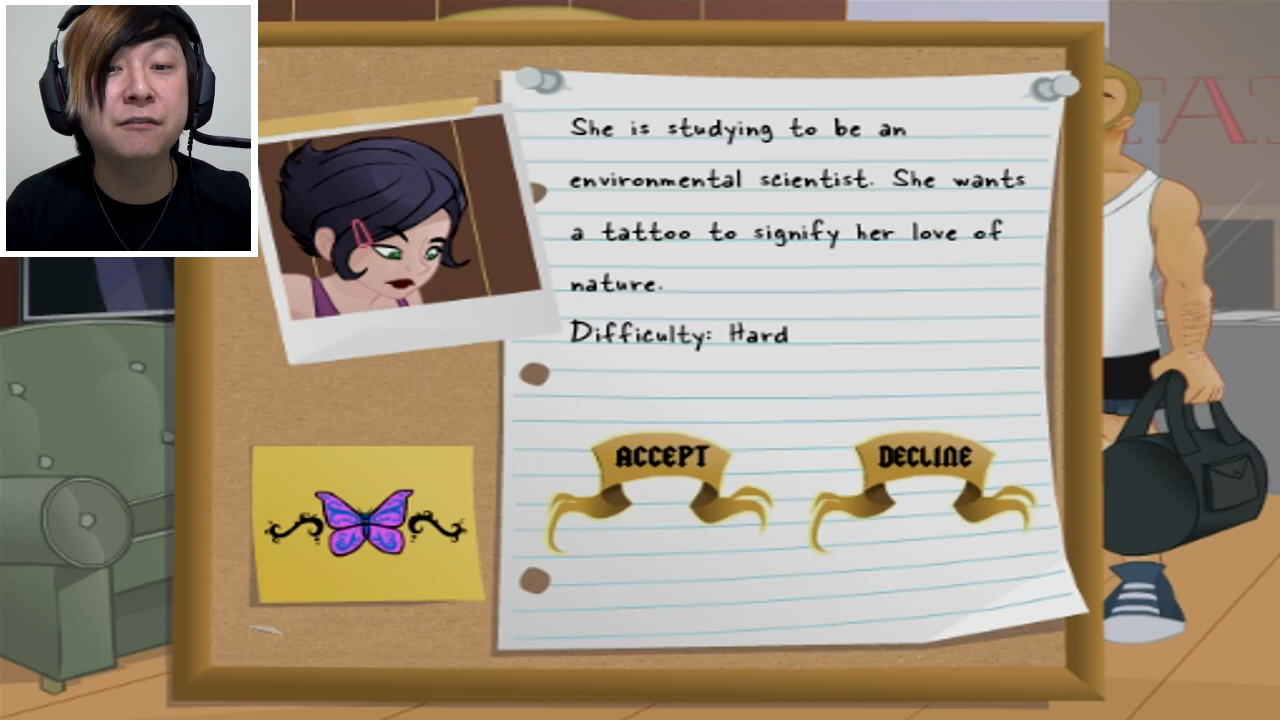 She is studying to be an
environmental scientist. She wants
a tattoo to signify her love of
nature.
Difficulty: Hard
ACCEPT
DECLINE